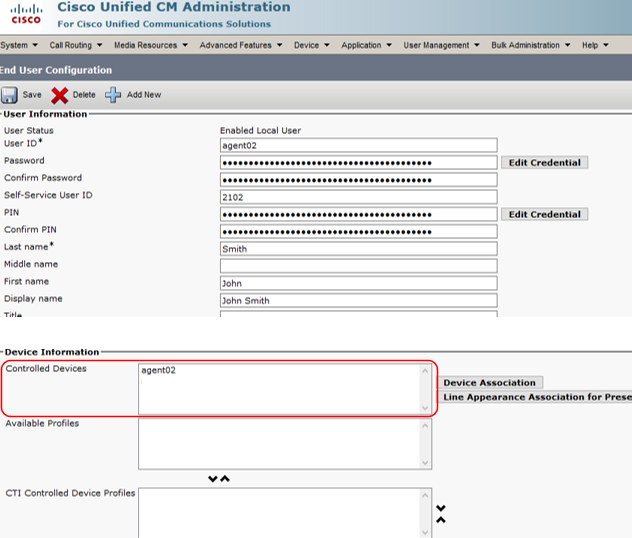 CISCO
Cisco Unified CM Administration
For Cisco Unified Communications Solutions
System Call Routing Media Resources Advanced Features Device Application User Management Bulk Administration Help
End User Configuration
Save Delete Add New
User Information
User Status Enabled Local User
User ID* agent02
Password •••••••••••••••••••••••••••••••••••••••• Edit Credential
Confirm Password ••••••••••••••••••••••••••••••••••••••••
Self-Service User ID 2102
PIN •••••••••••••••••••••••••••••••••••••••• Edit Credential
Confirm PIN ••••••••••••••••••••••••••••••••••••••••
Last name* Smith
Middle name
First name John
Display name John Smith
Title
Device Information
Controlled Devices agent02
Device Association
Line Appearance Association for Prese
Available Profiles
CTI Controlled Device Profiles